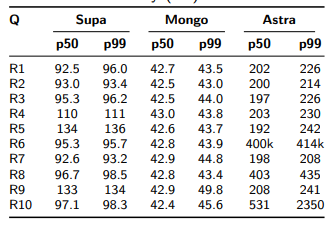 Q Supa Mongo Astra
p50 p99 p50 p99 p50 p99
R1 92.5 96.0 42.7 43.5 202 226
R2 93.0 93.4 42.5 43.0 200 214
R3 95.3 96.2 42.5 44.0 197 226
R4 110 111 43.0 43.8 203 230
R5 134 136 42.6 43.7 192 242
R6 95.3 95.7 42.8 43.9 400k 414k
R7 92.6 93.2 42.9 44.8 198 208
R8 96.7 98.5 42.8 43.4 403 435
R9 133 134 42.9 49.8 208 241
R10 97.1 98.3 42.4 45.6 531 2350